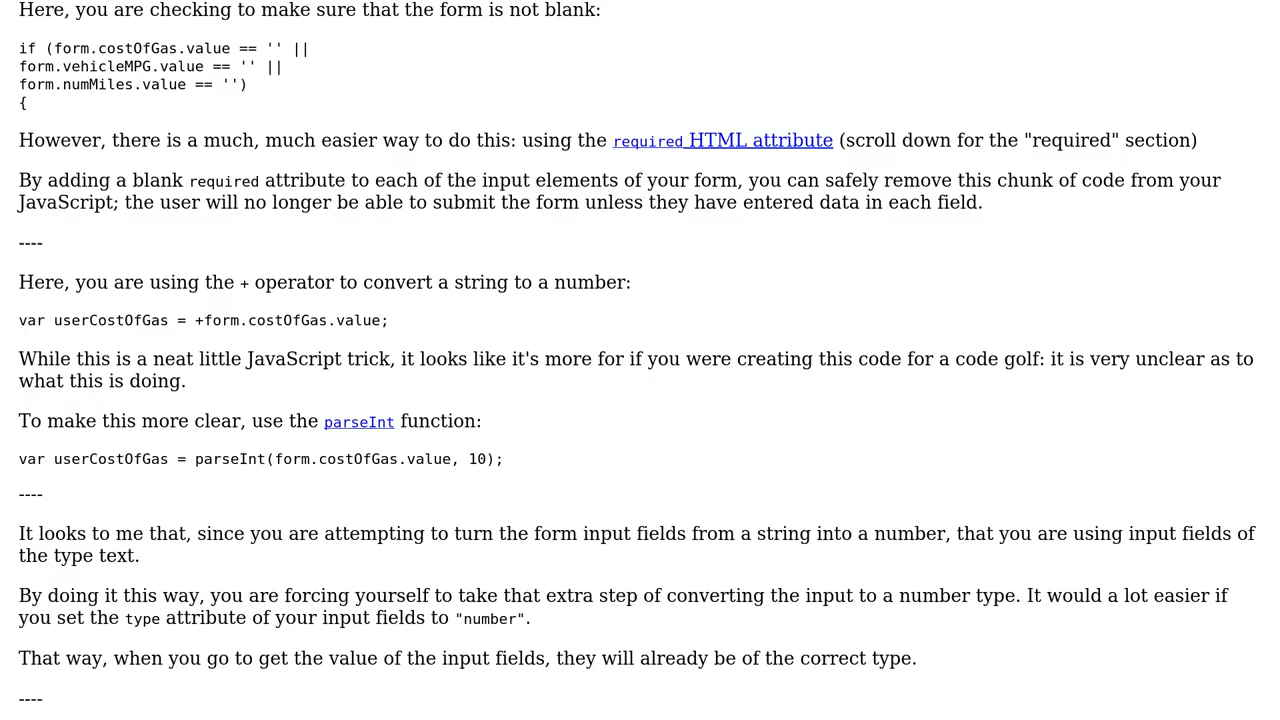 Here, you are checking to make sure that the form is not blank:
if (form.costOfGas.value == '' ||
form.vehicleMPG.value == '' ||
form.numMiles.value == '')
{
However, there is a much, much easier way to do this: using the required HTML attribute (scroll down for the "required" section)
By adding a blank required attribute to each of the input elements of your form, you can safely remove this chunk of code from your
JavaScript; the user will no longer be able to submit the form unless they have entered data in each field.
----
Here, you are using the + operator to convert a string to a number:
var userCostOfGas = +form.costOfGas.value;
While this is a neat little JavaScript trick, it looks like it's more for if you were creating this code for a code golf: it is very unclear as to
what this is doing.
To make this more clear, use the parseInt function:
var userCostOfGas = parseInt(form.costOfGas.value, 10);
----
It looks to me that, since you are attempting to turn the form input fields from a string into a number, that you are using input fields of
the type text.
By doing it this way, you are forcing yourself to take that extra step of converting the input to a number type. It would a lot easier if
you set the type attribute of your input fields to "number".
That way, when you go to get the value of the input fields, they will already be of the correct type.
----